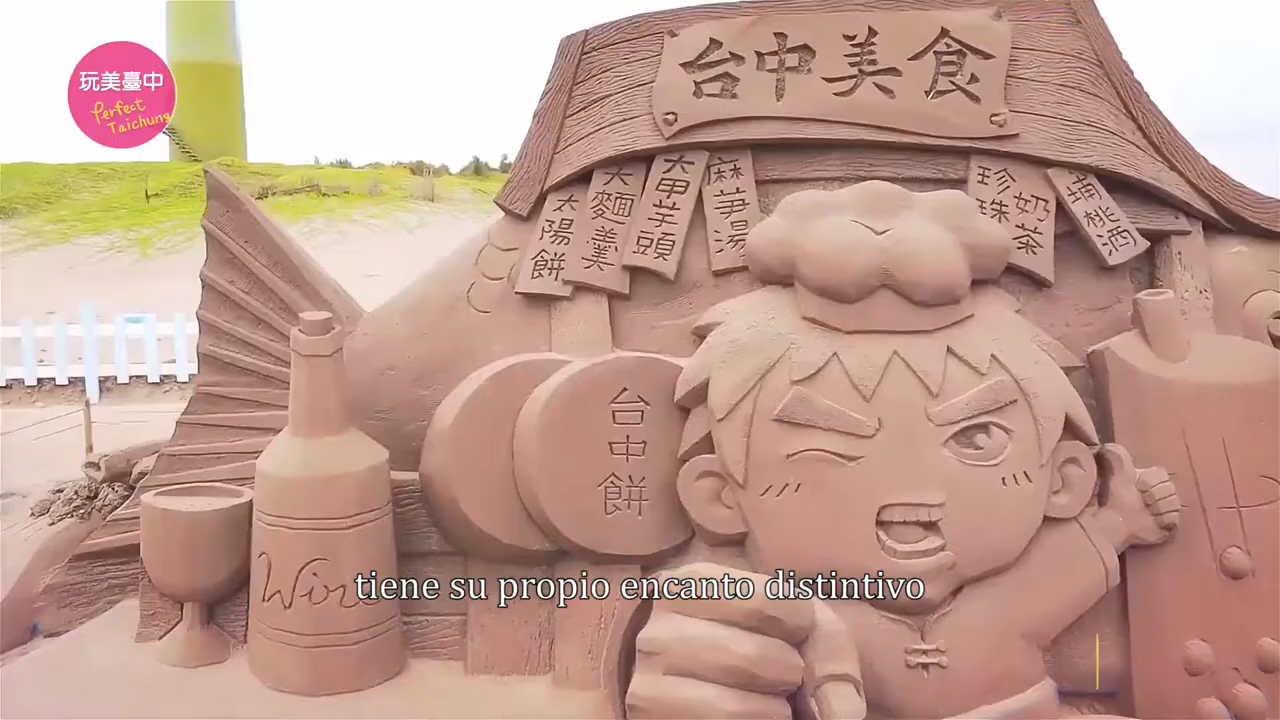 玩美臺中
Perfect
Taichung
台中美食
太陽餅
大麵羹
大甲芋頭
麻芛湯
珍珠
奶茶
埔桃酒
台中餅
Wine
tiene su propio encanto distintivo